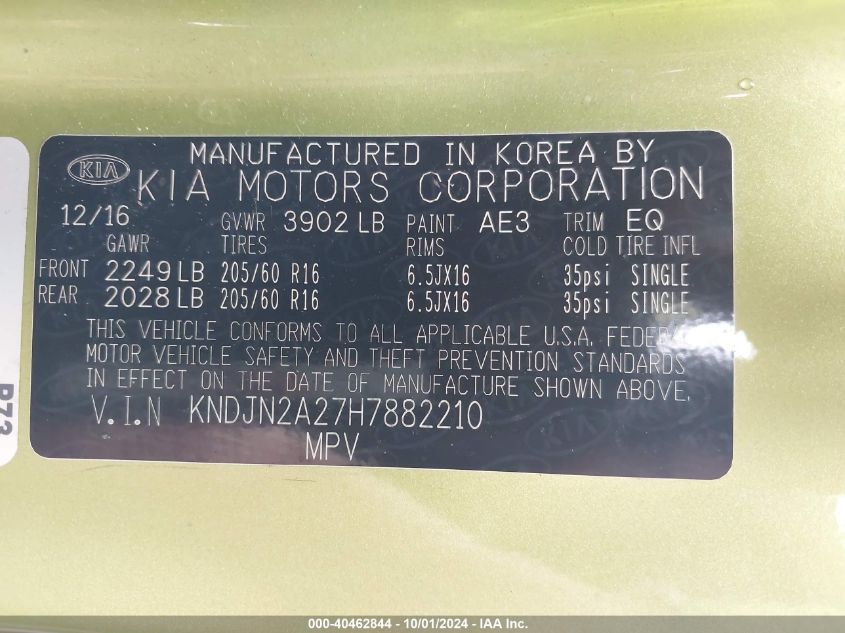 MANUFACTURED IN KOREA BY
KIA
KIA MOTORS CORPORATION
12/16 GVWR 3902 LB PAINT AE3 TRIM EQ
GAWR TIRES RIMS COLD TIRE INFL
FRONT 2249 LB 205/60 R16 6.5JX16 35psi SINGLE
REAR 2028 LB 205/60 R16 6.5JX16 35psi SINGLE
THIS VEHICLE CONFORMS TO ALL APPLICABLE U.S.A. FEDERAL
MOTOR VEHICLE SAFETY AND THEFT PREVENTION STANDARDS
IN EFFECT ON THE DATE OF MANUFACTURE SHOWN ABOVE.
V.I.N KNDJN2A27H7882210
MPV
P73
000-40462844 - 10/01/2024 - IAA Inc.